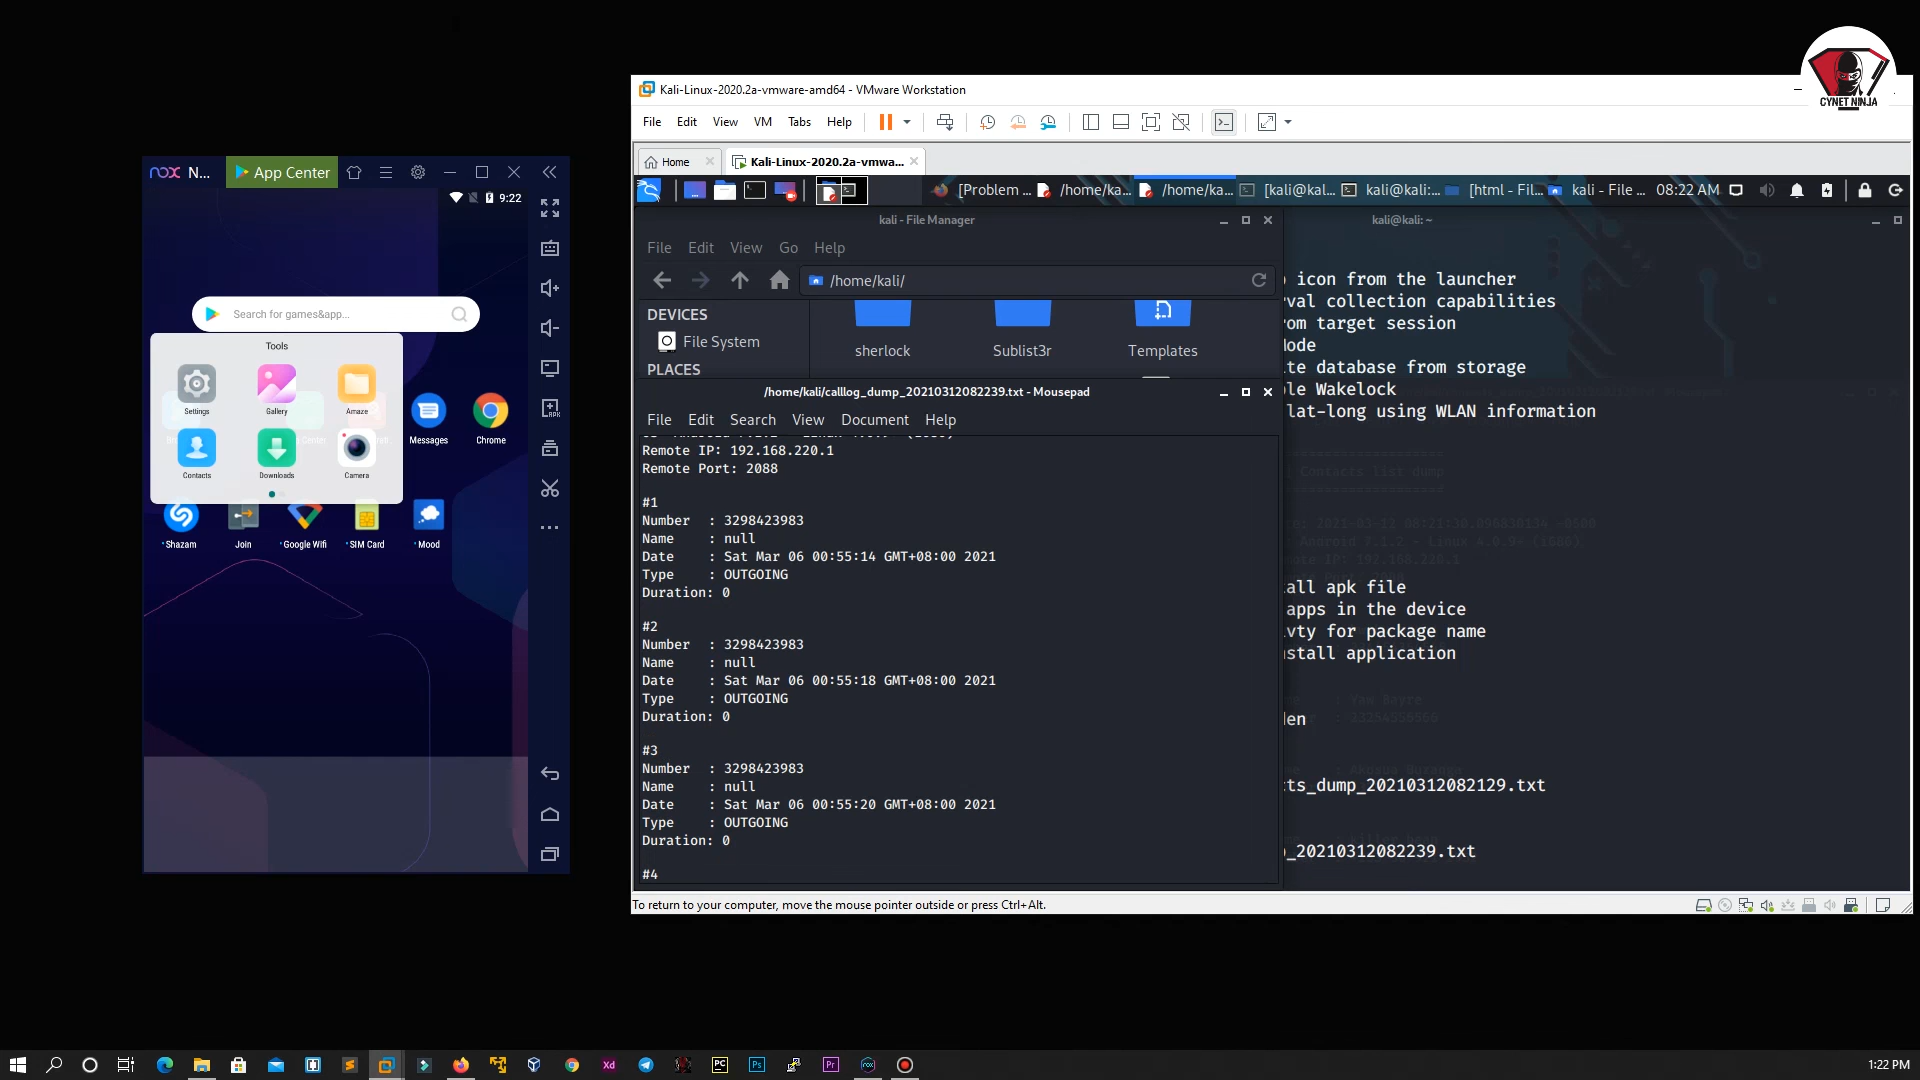 CYNET NINJA
Kali-Linux-2020.2a-vmware-amd64 - VMware Workstation
File Edit View VM Tabs Help
Home
Kali-Linux-2020.2a-vmwa...
[Problem ...
/home/ka...
/home/ka...
[kali@kal...
kali@kali:...
[html - Fil...
kali - File ...
08:22 AM
nox N...
App Center
9:22
Search for games&app...
Tools
Settings
Gallery
Amaze
Messages
Chrome
Contacts
Downloads
Camera
Shazam
Join
Google Wifi
SIM Card
Mood
kali - File Manager
File Edit View Go Help
/home/kali/
DEVICES
File System
PLACES
sherlock
Sublist3r
Templates
/home/kali/calllog_dump_20210312082239.txt - Mousepad
File Edit Search View Document Help
Remote IP: 192.168.220.1
Remote Port: 2088
#1
Number : 3298423983
Name : null
Date : Sat Mar 06 00:55:14 GMT+08:00 2021
Type : OUTGOING
Duration: 0
#2
Number : 3298423983
Name : null
Date : Sat Mar 06 00:55:18 GMT+08:00 2021
Type : OUTGOING
Duration: 0
#3
Number : 3298423983
Name : null
Date : Sat Mar 06 00:55:20 GMT+08:00 2021
Type : OUTGOING
Duration: 0
#4
kali@kali: ~
icon from the launcher
val collection capabilities
om target session
ode
te database from storage
le Wakelock
lat-long using WLAN information
Contacts list dump
all apk file
apps in the device
vty for package name
stall application
den
cts_dump_20210312082129.txt
_20210312082239.txt
To return to your computer, move the mouse pointer outside or press Ctrl+Alt.
1:22 PM